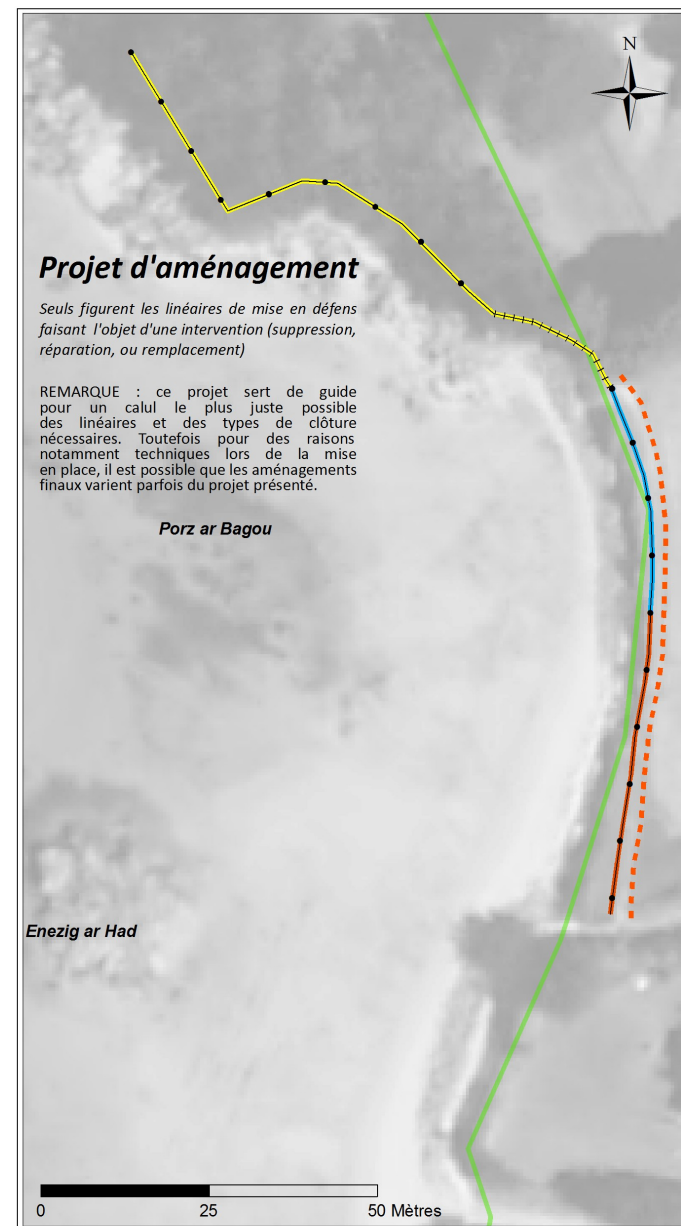 N
Projet d'aménagement
Seuls figurent les linéaires de mise en défens
faisant l'objet d'une intervention (suppression,
réparation, ou remplacement)
REMARQUE : ce projet sert de guide
pour un calul le plus juste possible
des linéaires et des types de clôture
nécessaires. Toutefois pour des raisons
notamment techniques lors de la mise
en place, il est possible que les aménagements
finaux varient parfois du projet présenté.
Porz ar Bagou
Enezig ar Had
0 25 50 Mètres